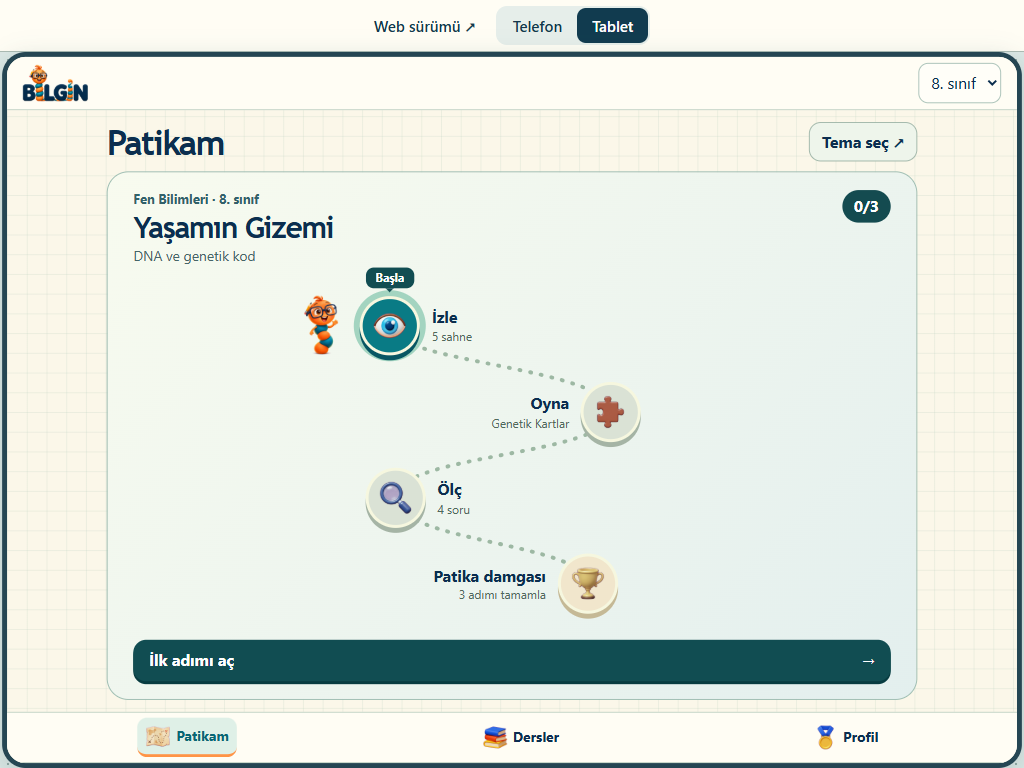 Web sürümü ↗
Telefon
Tablet
BİLGİN
8. sınıf
Patikam
Tema seç ↗
Fen Bilimleri · 8. sınıf
0/3
Yaşamın Gizemi
DNA ve genetik kod
Başla
İzle
5 sahne
Oyna
Genetik Kartlar
Ölç
4 soru
Patika damgası
3 adımı tamamla
İlk adımı aç →
Patikam
Dersler
Profil